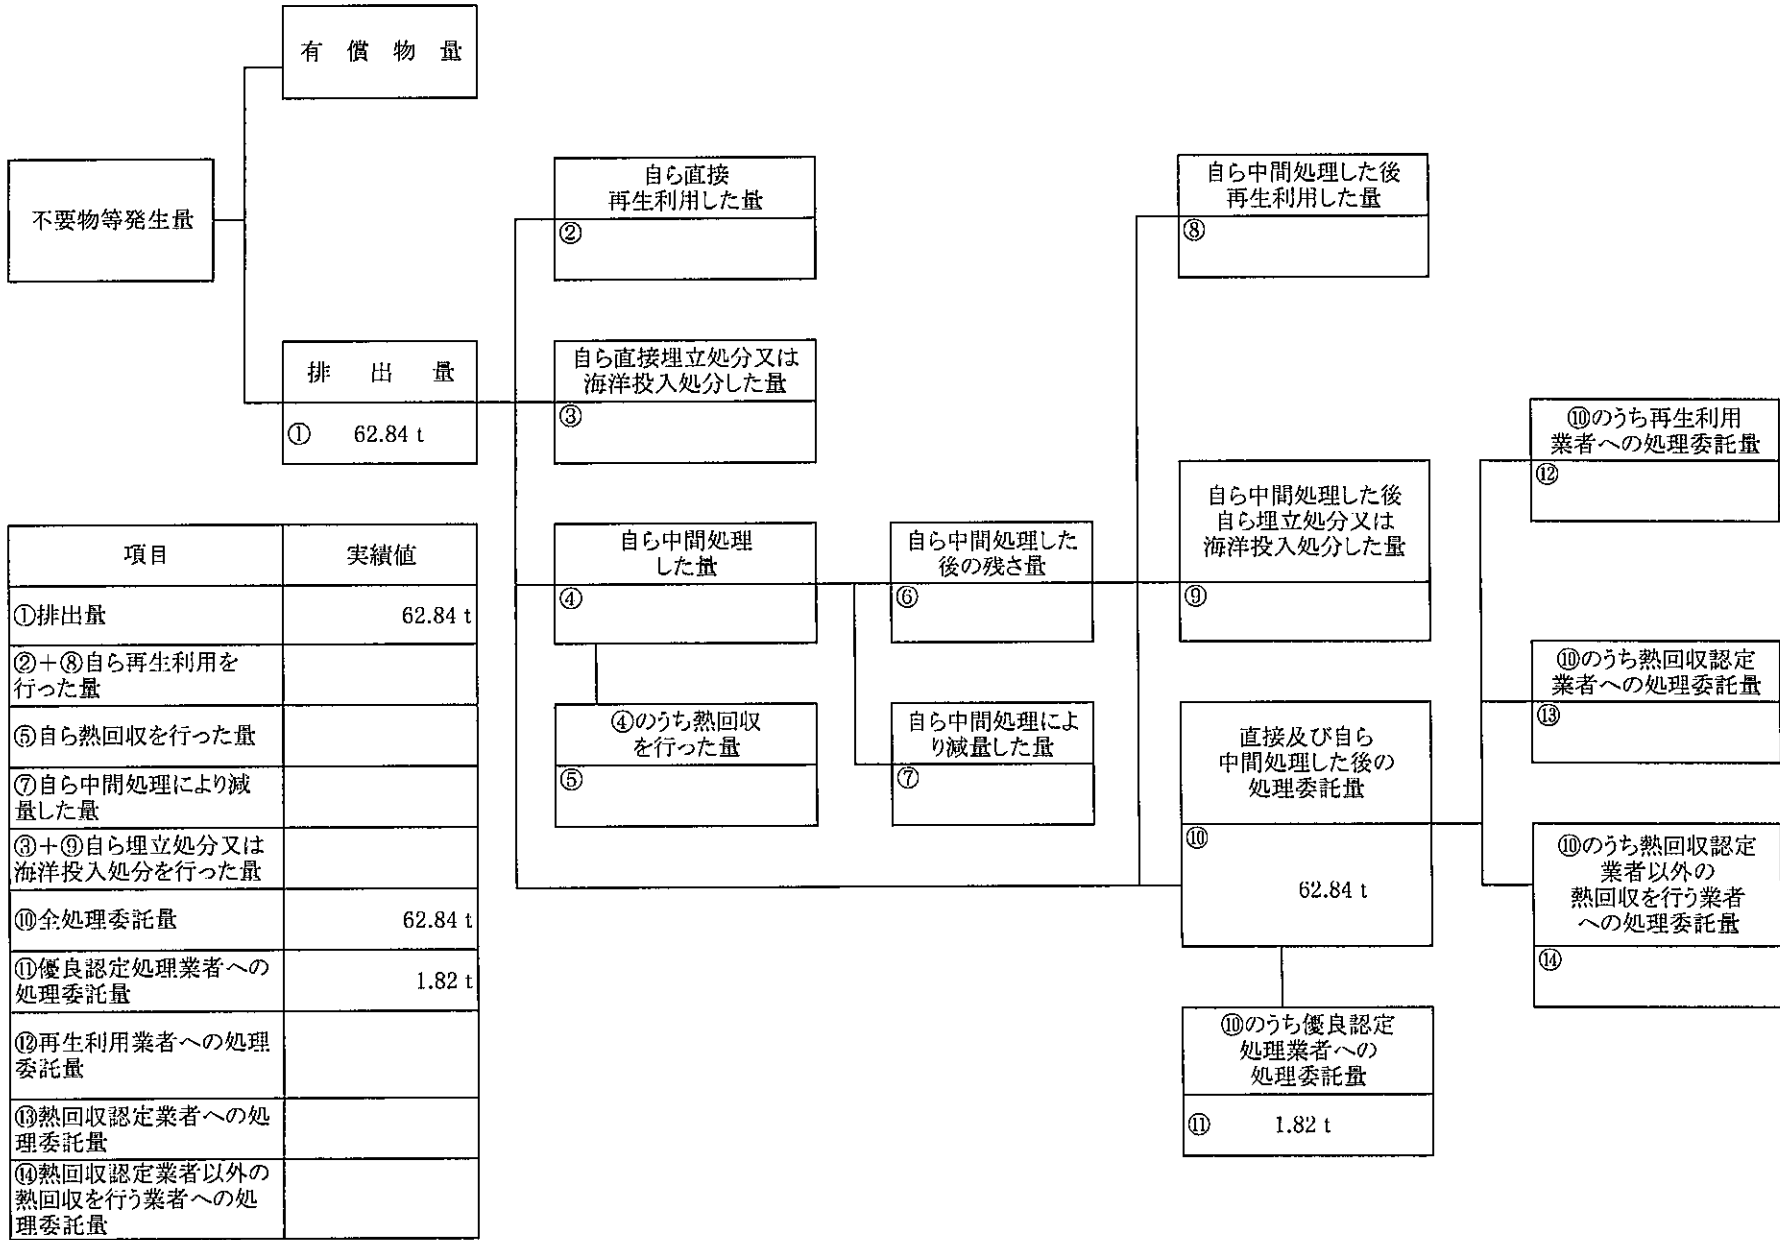 有 償 物 量
不要物等発生量
排 出 量
① 62.84 t
自ら直接
再生利用した量
②
自ら直接埋立処分又は
海洋投入処分した量
③
自ら中間処理
した量
④
④のうち熱回収
を行った量
⑤
自ら中間処理した
後の残さ量
⑥
自ら中間処理によ
り減量した量
⑦
自ら中間処理した後
再生利用した量
⑧
自ら中間処理した後
自ら埋立処分又は
海洋投入処分した量
⑨
直接及び自ら
中間処理した後の
処理委託量
⑩
62.84 t
⑩のうち優良認定
処理業者への
処理委託量
⑪ 1.82 t
⑩のうち再生利用
業者への処理委託量
⑫
⑩のうち熱回収認定
業者への処理委託量
⑬
⑩のうち熱回収認定
業者以外の
熱回収を行う業者
への処理委託量
⑭
項目 実績値
①排出量 62.84 t
②+⑧自ら再生利用を
行った量
⑤自ら熱回収を行った量
⑦自ら中間処理により減
量した量
③+⑨自ら埋立処分又は
海洋投入処分を行った量
⑩全処理委託量 62.84 t
⑪優良認定処理業者への
処理委託量 1.82 t
⑫再生利用業者への処理
委託量
⑬熱回収認定業者への処
理委託量
⑭熱回収認定業者以外の
熱回収を行う業者への処
理委託量